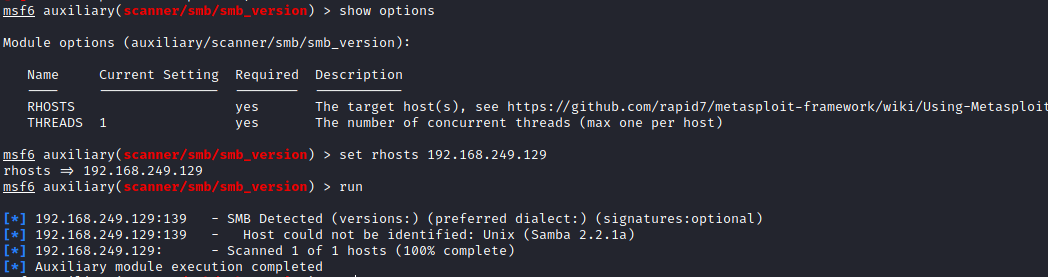 msf6 auxiliary(scanner/smb/smb_version) > show options
Module options (auxiliary/scanner/smb/smb_version):
Name Current Setting Required Description
RHOSTS yes The target host(s), see https://github.com/rapid7/metasploit-framework/wiki/Using-Metasploit
THREADS 1 yes The number of concurrent threads (max one per host)
msf6 auxiliary(scanner/smb/smb_version) > set rhosts 192.168.249.129
rhosts ⇒ 192.168.249.129
msf6 auxiliary(scanner/smb/smb_version) > run
[*] 192.168.249.129:139 - SMB Detected (versions:) (preferred dialect:) (signatures:optional)
[*] 192.168.249.129:139 - Host could not be identified: Unix (Samba 2.2.1a)
[*] 192.168.249.129: - Scanned 1 of 1 hosts (100% complete)
[*] Auxiliary module execution completed